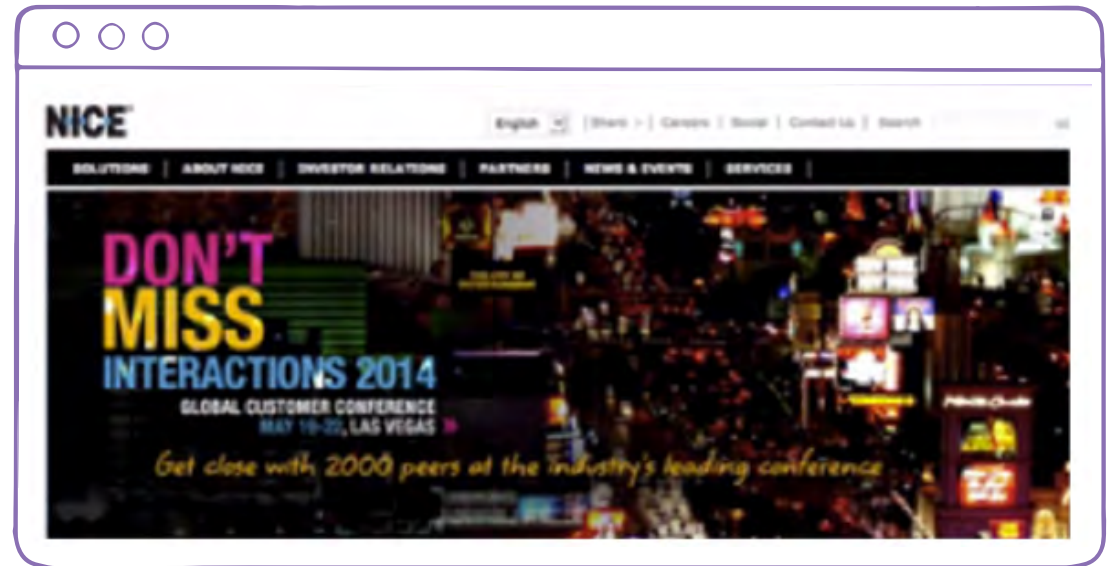 NICE
English | Share | Careers | Social | Contact Us | Search
SOLUTIONS | ABOUT NICE | INVESTOR RELATIONS | PARTNERS | NEWS & EVENTS | SERVICES |
DON'T
MISS
INTERACTIONS 2014
GLOBAL CUSTOMER CONFERENCE
MAY 19-22, LAS VEGAS »
Get close with 2000 peers at the industry's leading conference